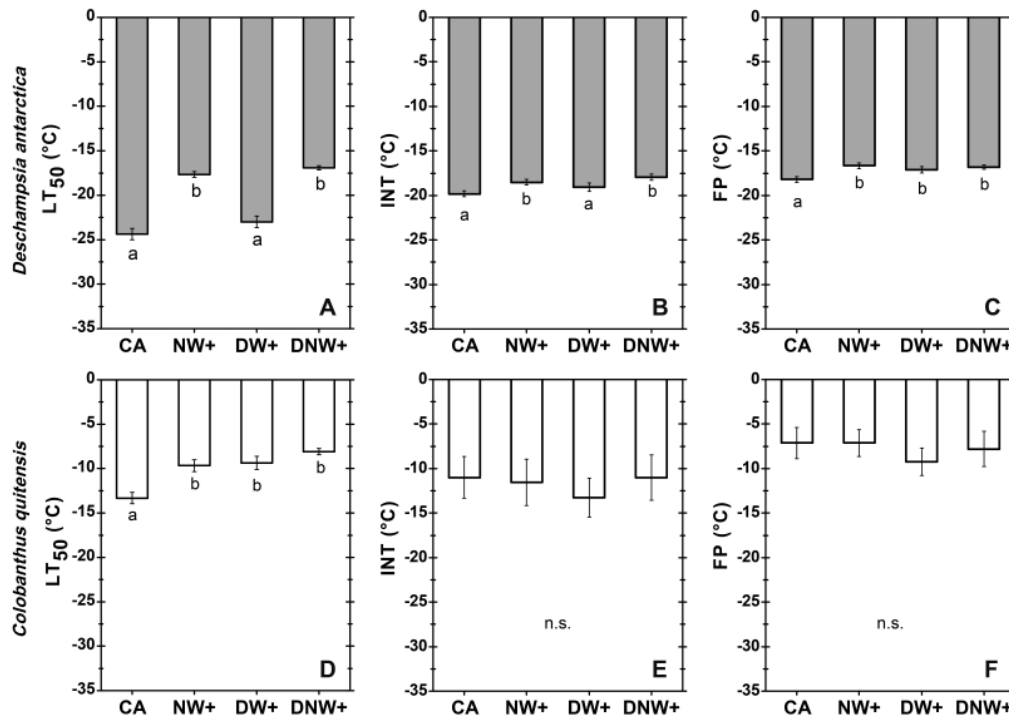 Deschampsia antarctica
LT50 (°C)
0
-5
-10
-15
-20
-25
-30
-35
a
b
a
b
A
CA NW+ DW+ DNW+
INT (°C)
0
-5
-10
-15
-20
-25
-30
-35
a
b
a
b
B
CA NW+ DW+ DNW+
FP (°C)
0
-5
-10
-15
-20
-25
-30
-35
a
b
b
b
C
CA NW+ DW+ DNW+
Colobanthus quitensis
LT50 (°C)
0
-5
-10
-15
-20
-25
-30
-35
a
b
b
b
D
CA NW+ DW+ DNW+
INT (°C)
0
-5
-10
-15
-20
-25
-30
-35
n.s.
E
CA NW+ DW+ DNW+
FP (°C)
0
-5
-10
-15
-20
-25
-30
-35
n.s.
F
CA NW+ DW+ DNW+